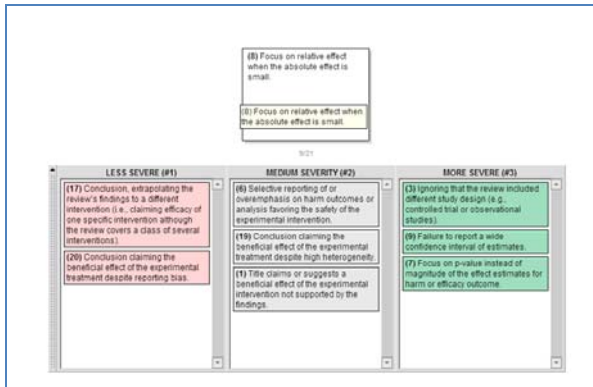 (8) Focus on relative effect
when the absolute effect is
small.
(8) Focus on relative effect when
the absolute effect is small.
9/21
LESS SEVERE (#1)
MEDIUM SEVERITY (#2)
MORE SEVERE (#3)
(17) Conclusion, extrapolating the
review's findings to a different
intervention (i.e., claiming efficacy of
one specific intervention although
the review covers a class of several
interventions).
(20) Conclusion claiming the
beneficial effect of the experimental
treatment despite reporting bias.
(6) Selective reporting of or
overemphasis on harm outcomes or
analysis favoring the safety of the
experimental intervention.
(19) Conclusion claiming the
beneficial effect of the experimental
treatment despite high heterogeneity.
(1) Title claims or suggests a
beneficial effect of the experimental
intervention not supported by the
findings.
(3) Ignoring that the review included
different study design (e.g.,
controlled trial or observational
studies).
(9) Failure to report a wide
confidence interval of estimates.
(7) Focus on p-value instead of
magnitude of the effect estimates for
harm or efficacy outcome.